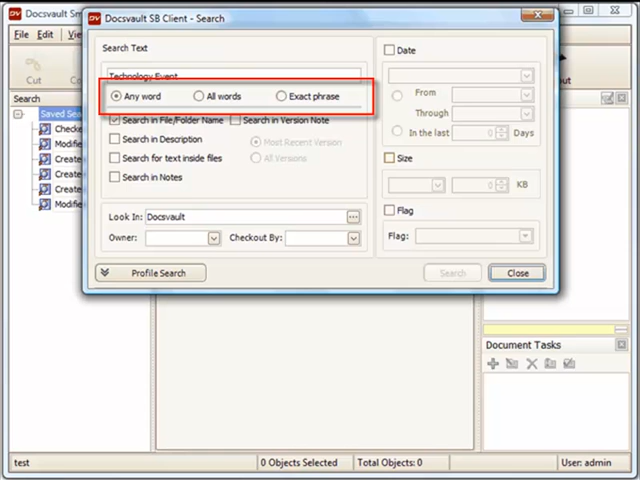 Docsvault Sm
Docsvault SB Client - Search
File Edit Vie
Cut Co out
Search
Saved Sear
Checke
Modifie
Create
Create
Create
Modifie
Search Text
Technology Event
Any word All words Exact phrase
Search in File/Folder Name Search in Version Note
Search in Description Most Recent Version
Search for text inside files All Versions
Search in Notes
Look In: Docsvault
Owner: Checkout By:
Profile Search
Date
From
Through
In the last 0 Days
Size
0 KB
Flag
Flag:
Search Close
Document Tasks
test 0 Objects Selected Total Objects: 0 User: admin